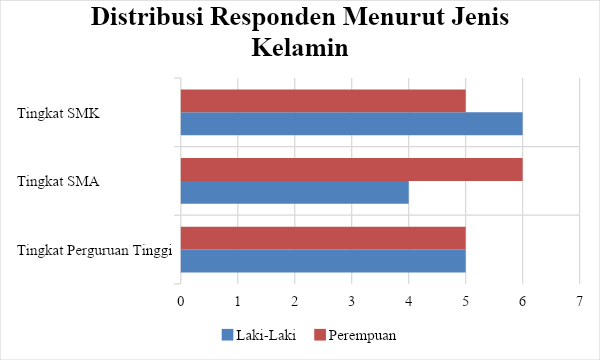 Distribusi Responden Menurut Jenis
Kelamin
Tingkat SMK
Tingkat SMA
Tingkat Perguruan Tinggi
0 1 2 3 4 5 6 7
Laki-Laki Perempuan